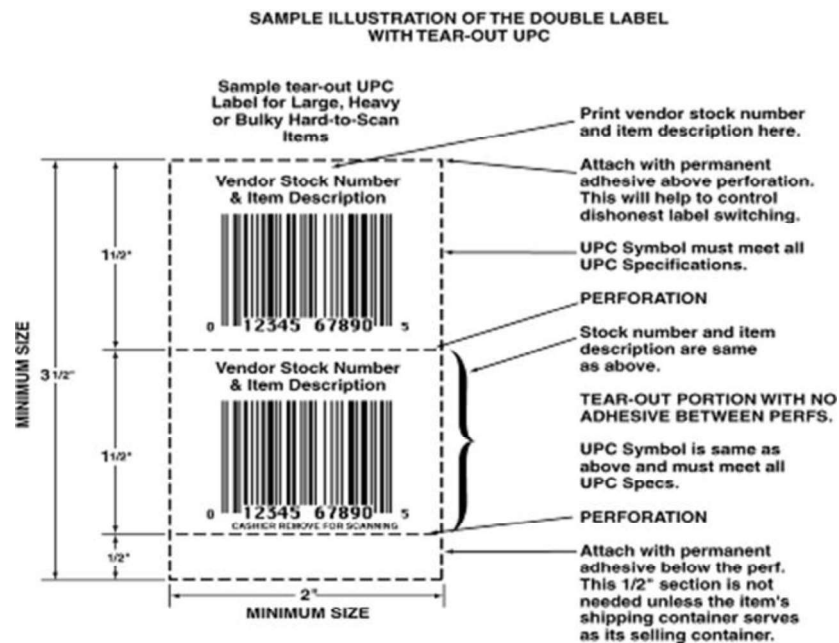 SAMPLE ILLUSTRATION OF THE DOUBLE LABEL
WITH TEAR-OUT UPC
Sample tear-out UPC
Label for Large, Heavy
or Bulky Hard-to-Scan
Items
Print vendor stock number
and item description here.
Attach with permanent
adhesive above perforation.
This will help to control
dishonest label switching.
UPC Symbol must meet all
UPC Specifications.
PERFORATION
Stock number and item
description are same
as above.
TEAR-OUT PORTION WITH NO
ADHESIVE BETWEEN PERFS.
UPC Symbol is same as
above and must meet all
UPC Specs.
PERFORATION
Attach with permanent
adhesive below the perf.
This 1/2" section is not
needed unless the item's
shipping container serves
as its selling container.
Vendor Stock Number
& Item Description
0 12345 67890 5
Vendor Stock Number
& Item Description
0 12345 67890 5
CASHIER REMOVE FOR SCANNING
MINIMUM SIZE
3 1/2"
1 1/2"
1 1/2"
1/2"
2"
MINIMUM SIZE